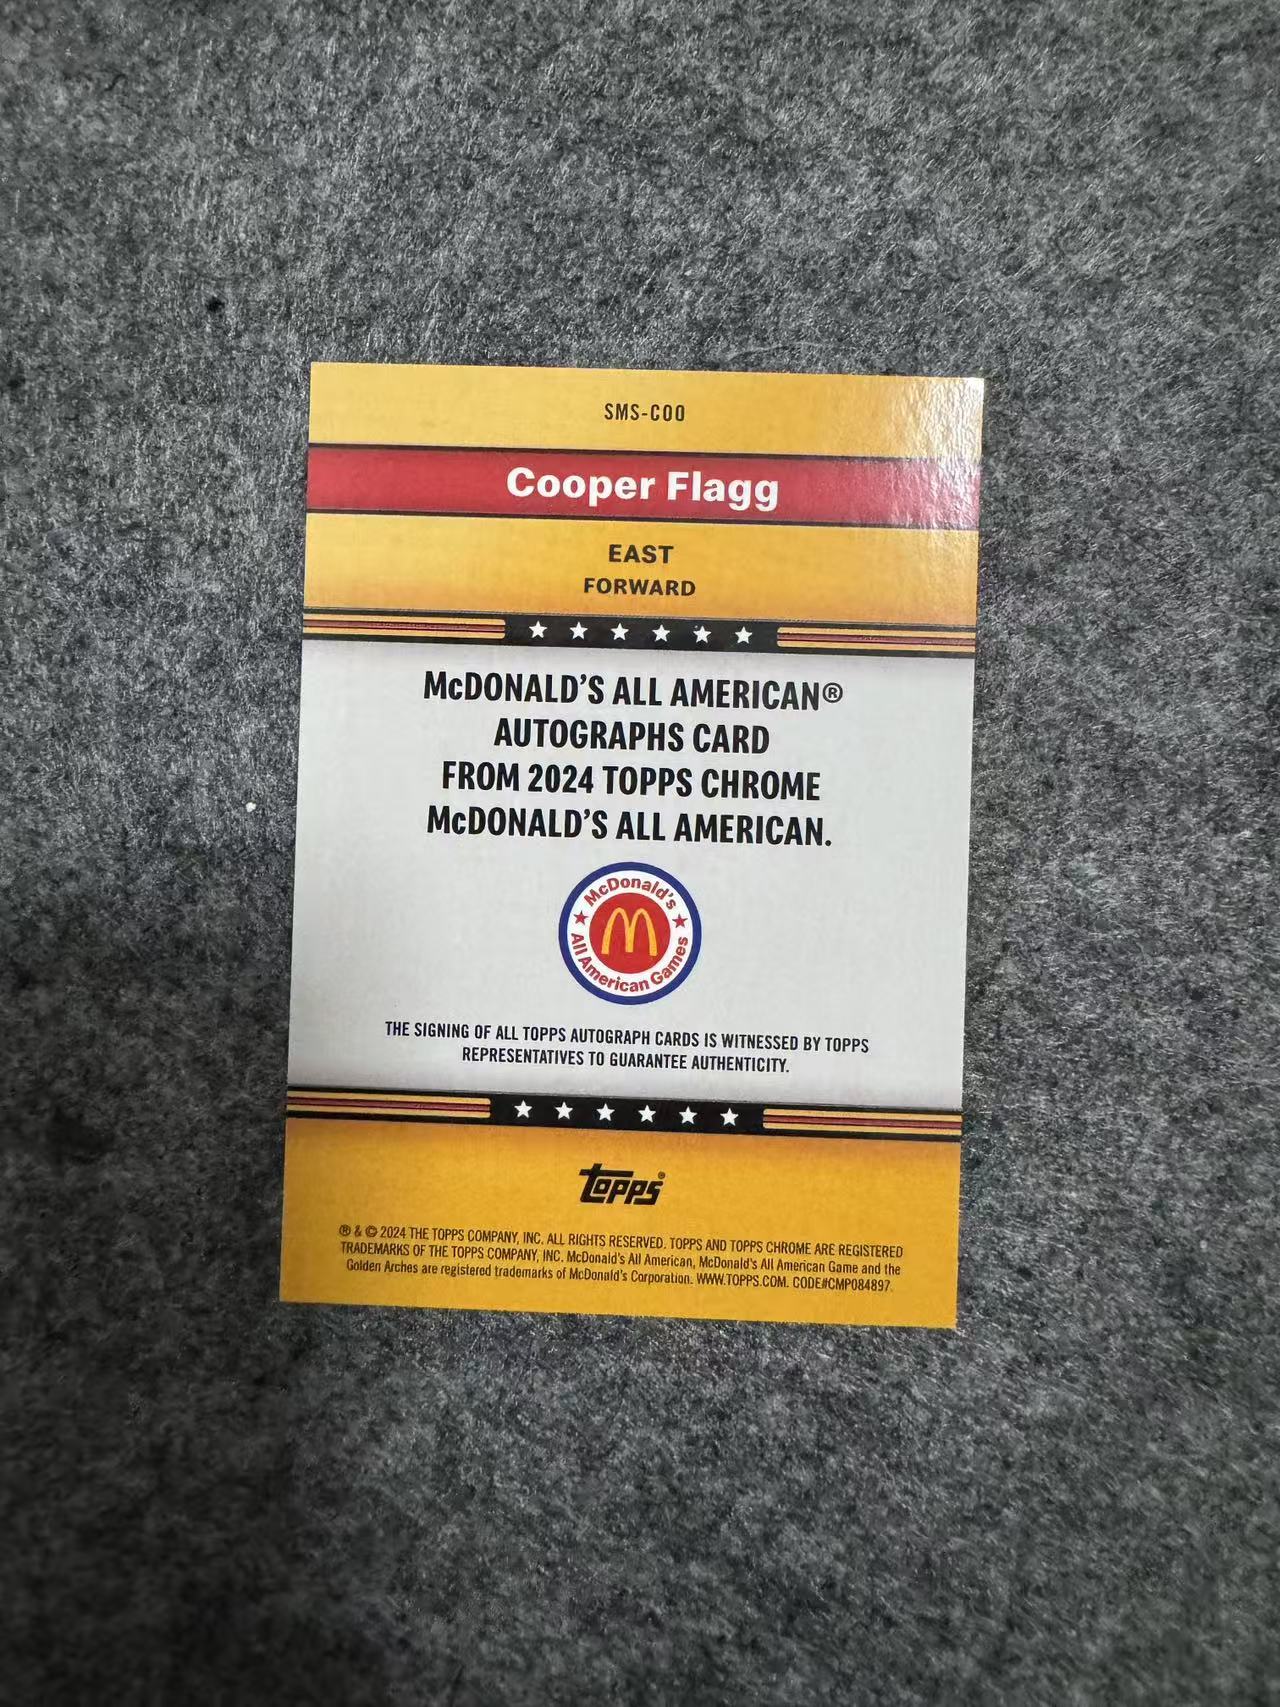 SMS-COO
Cooper Flagg
EAST
FORWARD
McDONALD'S ALL AMERICAN®
AUTOGRAPHS CARD
FROM 2024 TOPPS CHROME
McDONALD'S ALL AMERICAN.
McDonald's
All American Games
THE SIGNING OF ALL TOPPS AUTOGRAPH CARDS IS WITNESSED BY TOPPS
REPRESENTATIVES TO GUARANTEE AUTHENTICITY.
topps®
® & © 2024 THE TOPPS COMPANY, INC. ALL RIGHTS RESERVED. TOPPS AND TOPPS CHROME ARE REGISTERED
TRADEMARKS OF THE TOPPS COMPANY, INC. McDonald's All American, McDonald's All American Game and the
Golden Arches are registered trademarks of McDonald's Corporation. WWW.TOPPS.COM. CODE#CMP084897.